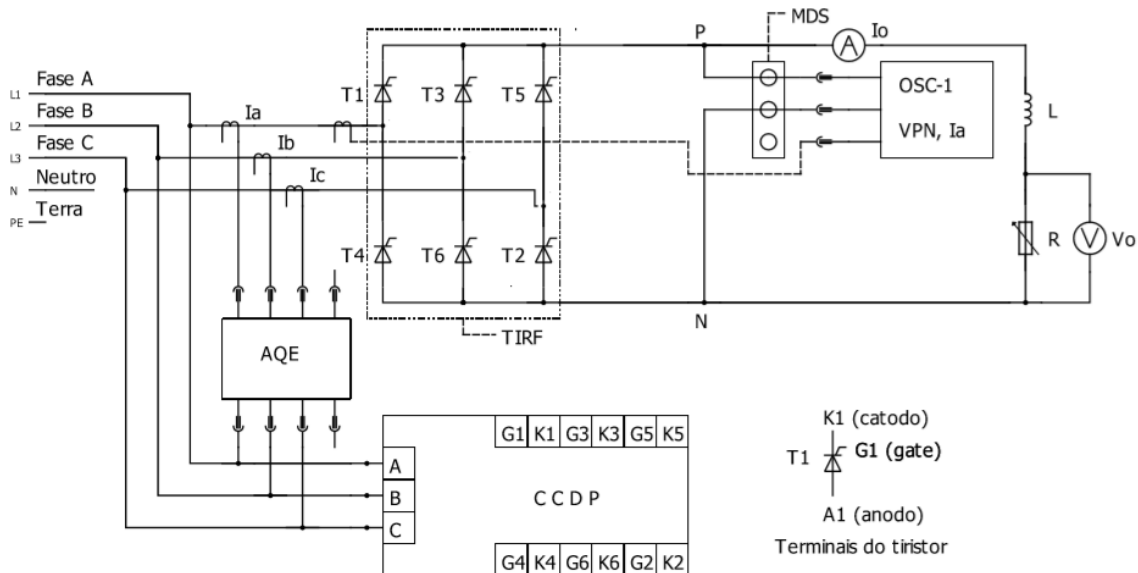 MDS
P
Io
A
Fase A
L1
T1
T3
T5
OSC-1
Fase B
L2
Ia
L
VPN, Ia
Fase C
L3
Ib
Neutro
N
Ic
Terra
PE
T4
T6
T2
R
V
Vo
N
TIRF
AQE
K1 (catodo)
G1 K1 G3 K3 G5 K5
T1
G1 (gate)
A
B
C C D P
C
A1 (anodo)
Terminais do tiristor
G4 K4 G6 K6 G2 K2